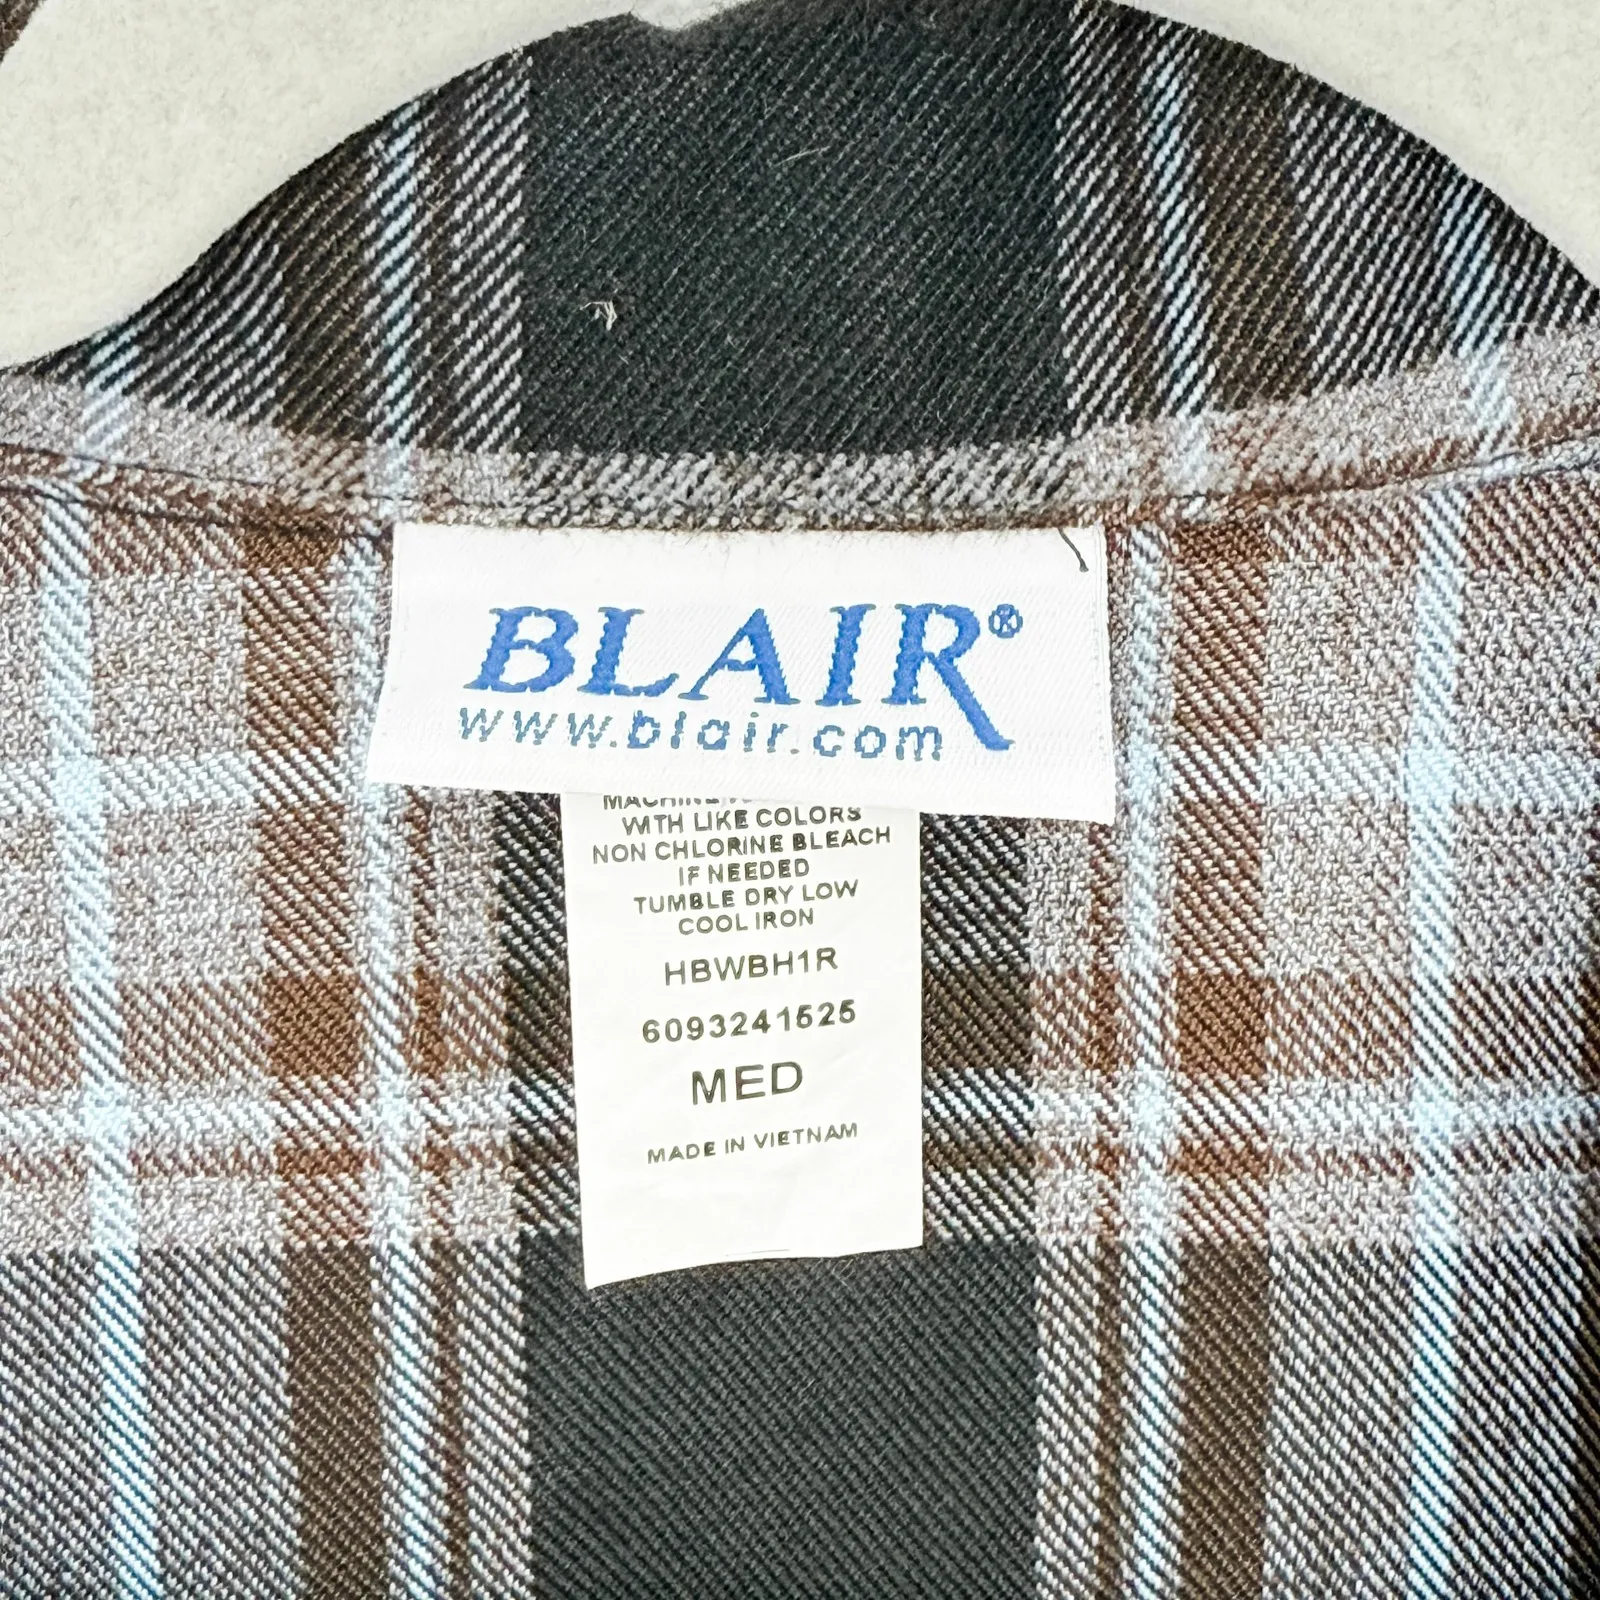 BLAIR®
www.blair.com
MACHINE
WITH LIKE COLORS
NON CHLORINE BLEACH
IF NEEDED
TUMBLE DRY LOW
COOL IRON
HBWBH1R
6093241525
MED
MADE IN VIETNAM